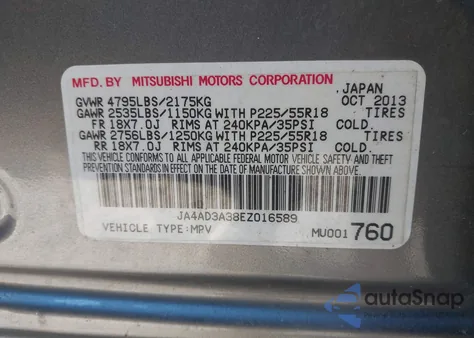 MFD. BY MITSUBISHI MOTORS CORPORATION
JAPAN
GVWR 4795LBS/2175KG OCT 2013
GAWR 2535LBS/1150KG WITH P225/55R18 TIRES
FR 18X7.0J RIMS AT 240KPA/35PSI COLD.
GAWR 2756LBS/1250KG WITH P225/55R18 TIRES
RR 18X7.0J RIMS AT 240KPA/35PSI COLD.
THIS VEHICLE CONFORMS TO ALL APPLICABLE FEDERAL MOTOR VEHICLE SAFETY AND
THEFT PREVENTION STANDARDS IN EFFECT ON THE DATE OF MANUFACTURE SHOWN ABOVE.
JA4AD3A38EZ016589
VEHICLE TYPE:MPV MU001760
autoSnap